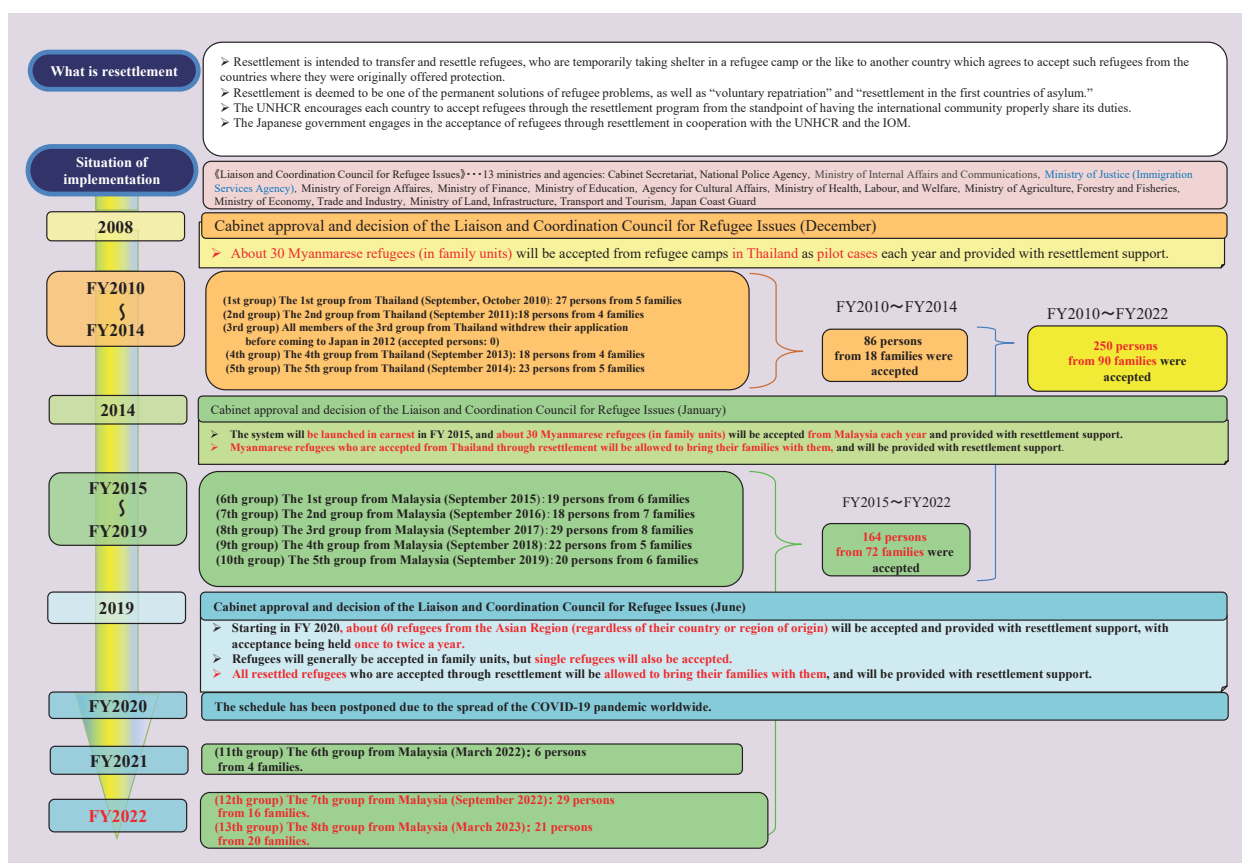 What is resettlement
➢ Resettlement is intended to transfer and resettle refugees, who are temporarily taking shelter in a refugee camp or the like to another country which agrees to accept such refugees from the
countries where they were originally offered protection.
➢ Resettlement is deemed to be one of the permanent solutions of refugee problems, as well as “voluntary repatriation” and “resettlement in the first countries of asylum.”
➢ The UNHCR encourages each country to accept refugees through the resettlement program from the standpoint of having the international community properly share its duties.
➢ The Japanese government engages in the acceptance of refugees through resettlement in cooperation with the UNHCR and the IOM.
Situation of
implementation
《Liaison and Coordination Council for Refugee Issues》･･･13 ministries and agencies: Cabinet Secretariat, National Police Agency, Ministry of Internal Affairs and Communications, Ministry of Justice (Immigration
Services Agency), Ministry of Foreign Affaires, Ministry of Finance, Ministry of Education, Agency for Cultural Affairs, Ministry of Health, Labour, and Welfare, Ministry of Agriculture, Forestry and Fisheries,
Ministry of Economy, Trade and Industry, Ministry of Land, Infrastructure, Transport and Tourism, Japan Coast Guard
2008
Cabinet approval and decision of the Liaison and Coordination Council for Refugee Issues (December)
➢ About 30 Myanmarese refugees (in family units) will be accepted from refugee camps in Thailand as pilot cases each year and provided with resettlement support.
FY2010
～
FY2014
(1st group) The 1st group from Thailand (September, October 2010): 27 persons from 5 families
(2nd group) The 2nd group from Thailand (September 2011):18 persons from 4 families
(3rd group) All members of the 3rd group from Thailand withdrew their application
before coming to Japan in 2012 (accepted persons: 0)
(4th group) The 4th group from Thailand (September 2013): 18 persons from 4 families
(5th group) The 5th group from Thailand (September 2014): 23 persons from 5 families
FY2010～FY2014
86 persons
from 18 families were
accepted
FY2010～FY2022
250 persons
from 90 families were
accepted
2014
Cabinet approval and decision of the Liaison and Coordination Council for Refugee Issues (January)
➢ The system will be launched in earnest in FY 2015, and about 30 Myanmarese refugees (in family units) will be accepted from Malaysia each year and provided with resettlement support.
➢ Myanmarese refugees who are accepted from Thailand through resettlement will be allowed to bring their families with them, and will be provided with resettlement support.
FY2015
～
FY2019
(6th group) The 1st group from Malaysia (September 2015): 19 persons from 6 families
(7th group) The 2nd group from Malaysia (September 2016): 18 persons from 7 families
(8th group) The 3rd group from Malaysia (September 2017): 29 persons from 8 families
(9th group) The 4th group from Malaysia (September 2018): 22 persons from 5 families
(10th group) The 5th group from Malaysia (September 2019): 20 persons from 6 families
FY2015～FY2022
164 persons
from 72 families were
accepted
2019
Cabinet approval and decision of the Liaison and Coordination Council for Refugee Issues (June)
➢ Starting in FY 2020, about 60 refugees from the Asian Region (regardless of their country or region of origin) will be accepted and provided with resettlement support, with
acceptance being held once to twice a year.
➢ Refugees will generally be accepted in family units, but single refugees will also be accepted.
➢ All resettled refugees who are accepted through resettlement will be allowed to bring their families with them, and will be provided with resettlement support.
FY2020
The schedule has been postponed due to the spread of the COVID-19 pandemic worldwide.
FY2021
(11th group) The 6th group from Malaysia (March 2022): 6 persons
from 4 families.
FY2022
(12th group) The 7th group from Malaysia (September 2022): 29 persons
from 16 families.
(13th group) The 8th group from Malaysia (March 2023): 21 persons
from 20 families.